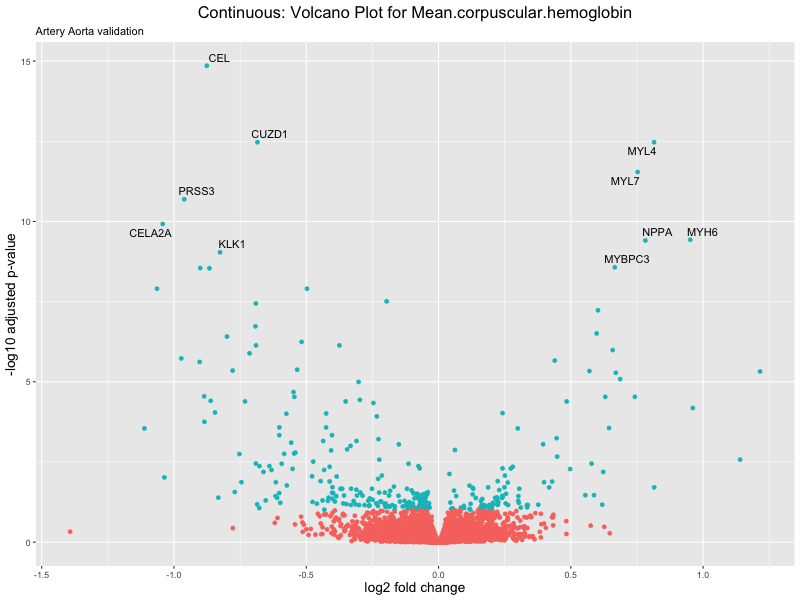 Continuous: Volcano Plot for Mean.corpuscular.hemoglobin
Artery Aorta validation
15
CEL
CUZD1
MYL4
MYL7
PRSS3
10
CELA2A
KLK1
NPPA
MYH6
MYBPC3
5
0
-log10 adjusted p-value
-1.5
-1.0
-0.5
0.0
0.5
1.0
log2 fold change